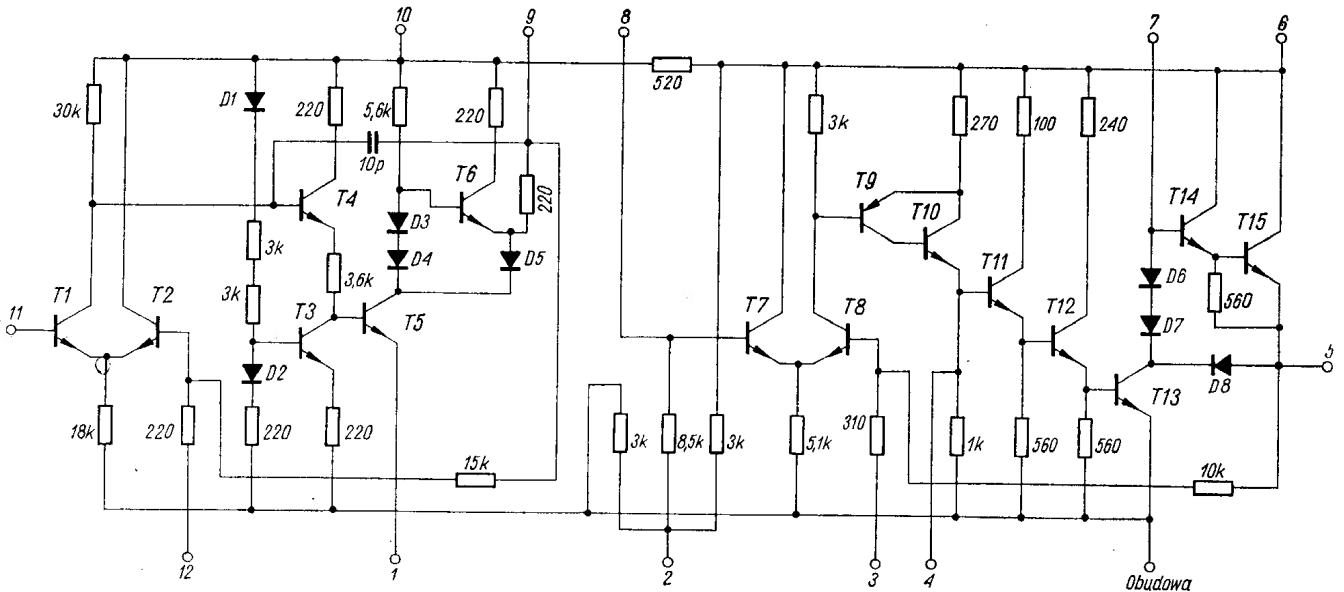 10
9
8
7
6
520
D1
30k
220
5,6k
220
10p
3k
270
100
240
T6
T9
T14
T4
220
T10
T15
D3
3k
D4
D5
T11
D6
560
3,6k
3k
T1
T2
T7
T8
T12
D7
11
T3
T5
5
D2
D8
T13
18k
220
220
220
3k
8,5k
3k
5,1k
310
1k
560
560
15k
10k
12
1
2
3
4
Obudowa